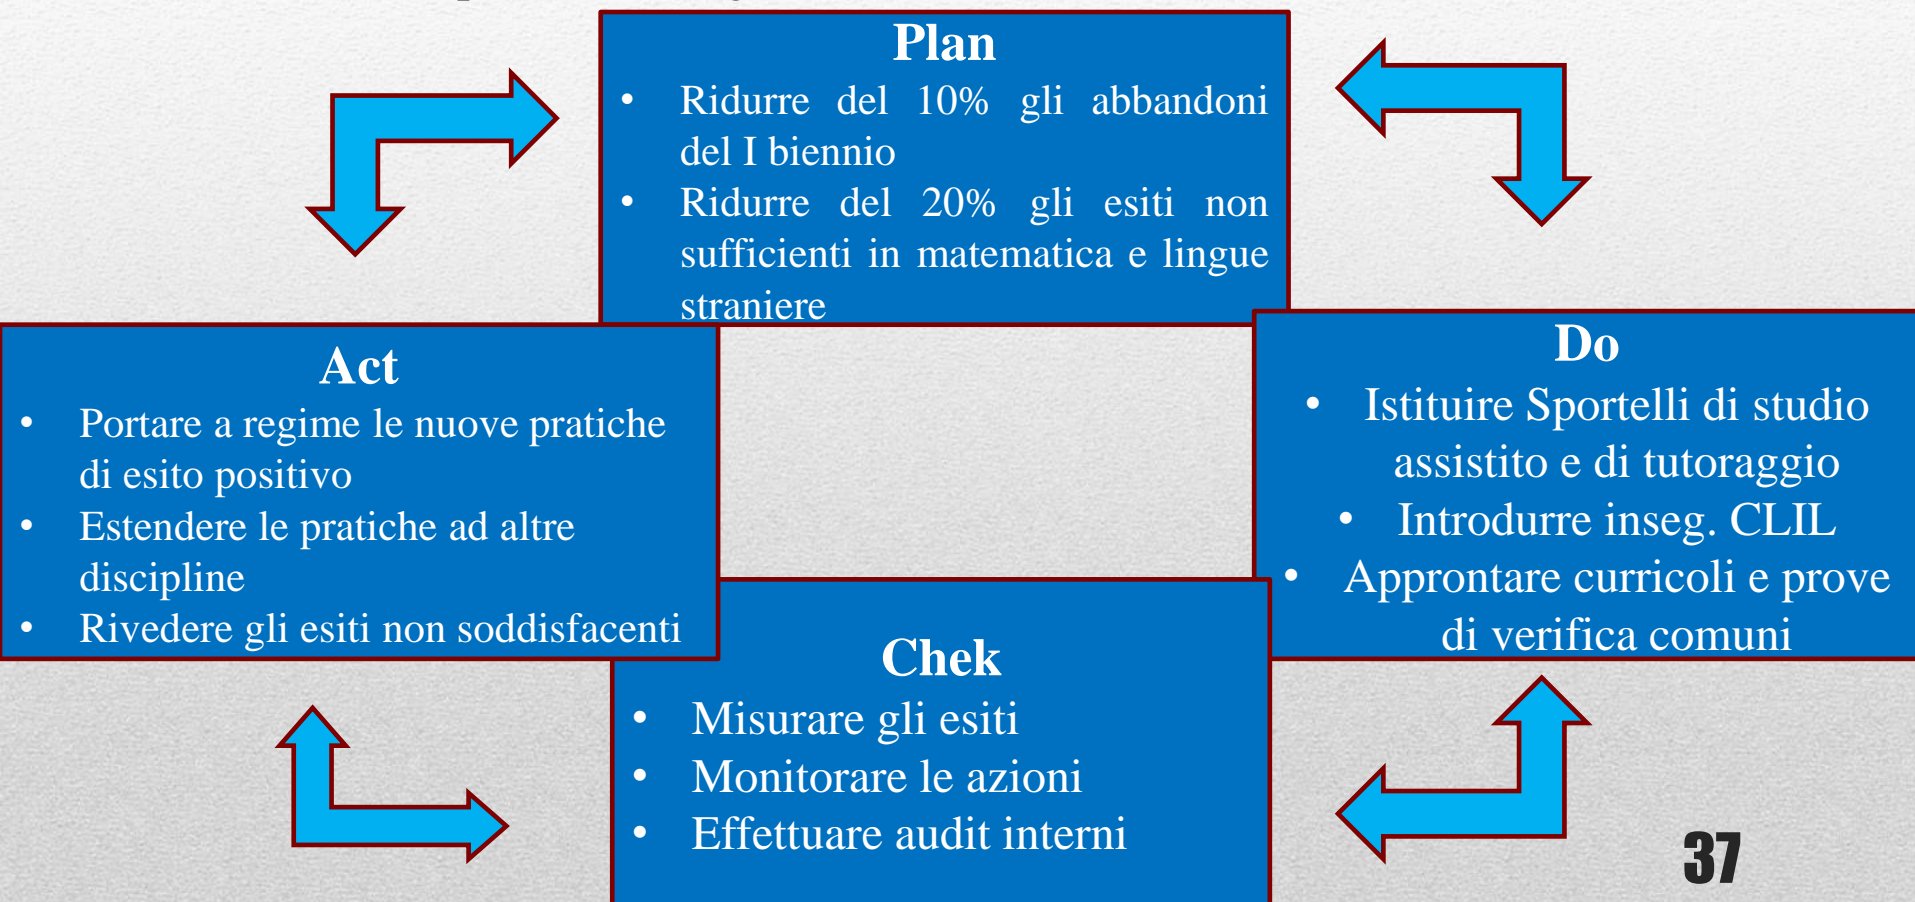 Plan
• Ridurre del 10% gli abbandoni
del I biennio
• Ridurre del 20% gli esiti non
sufficienti in matematica e lingue
straniere
Do
• Istituire Sportelli di studio
assistito e di tutoraggio
• Introdurre inseg. CLIL
• Approntare curricoli e prove
di verifica comuni
Chek
• Misurare gli esiti
• Monitorare le azioni
• Effettuare audit interni
Act
• Portare a regime le nuove pratiche
di esito positivo
• Estendere le pratiche ad altre
discipline
• Rivedere gli esiti non soddisfacenti
37